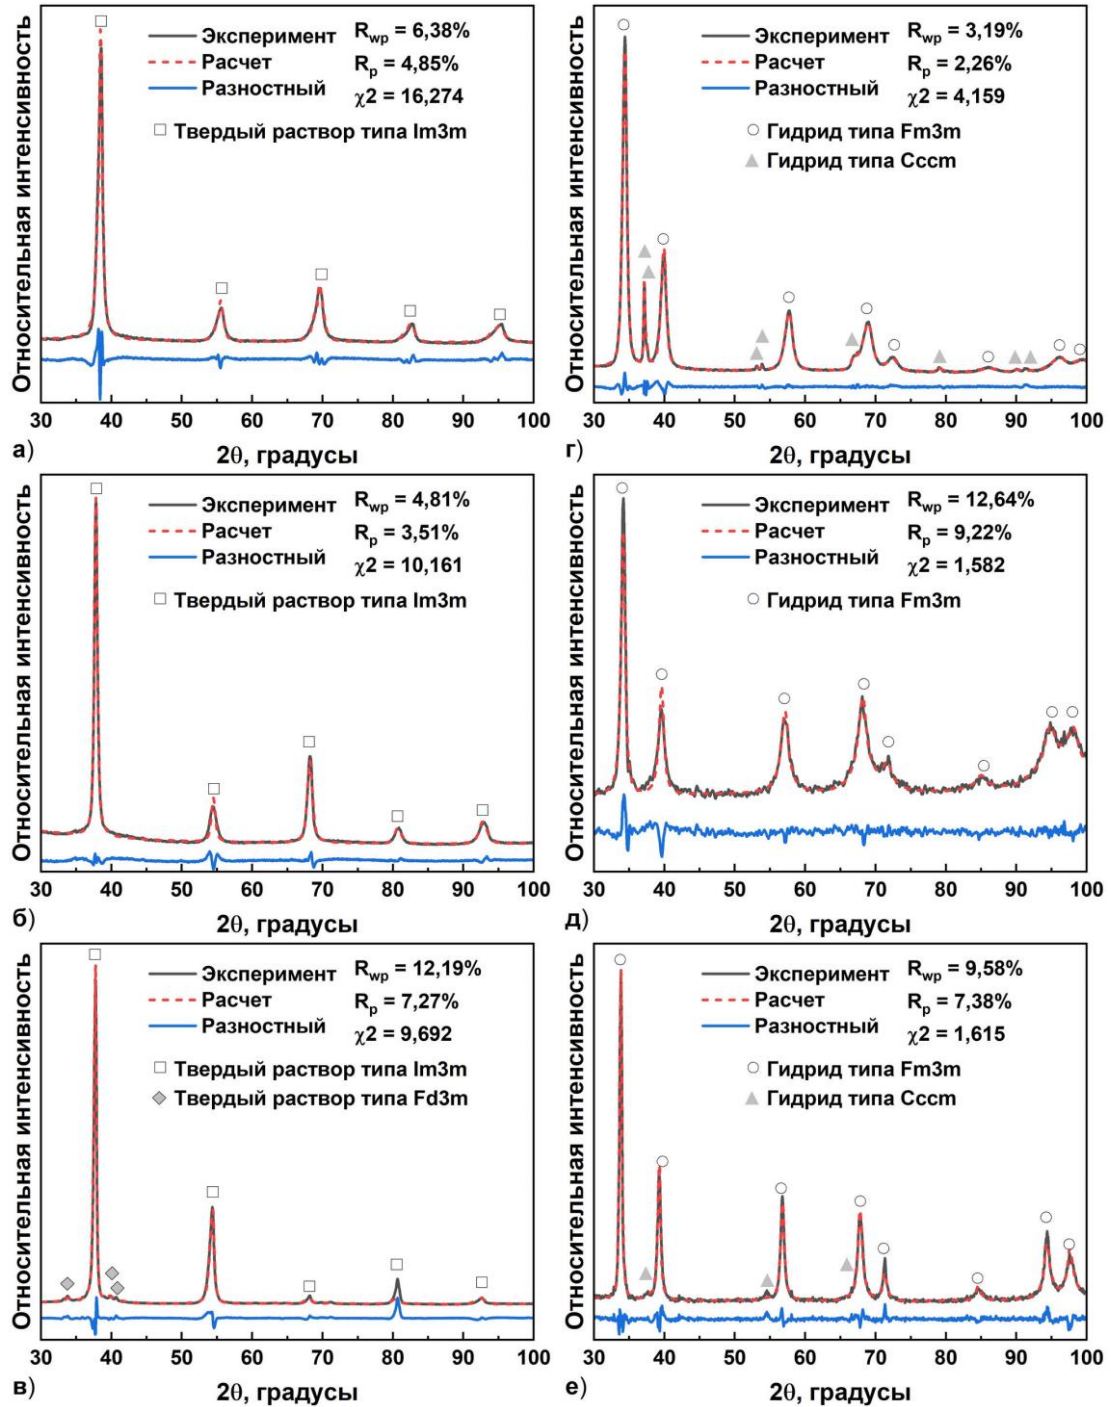 Относительная интенсивность
Эксперимент
Расчет
Разностный
R_wp = 6,38%
R_p = 4,85%
χ2 = 16,274
Твердый раствор типа Im3m
30 40 50 60 70 80 90 100
2θ, градусы
а)
Относительная интенсивность
Эксперимент
Расчет
Разностный
R_wp = 3,19%
R_p = 2,26%
χ2 = 4,159
Гидрид типа Fm3m
Гидрид типа Cccm
30 40 50 60 70 80 90 100
2θ, градусы
г)
Относительная интенсивность
Эксперимент
Расчет
Разностный
R_wp = 4,81%
R_p = 3,51%
χ2 = 10,161
Твердый раствор типа Im3m
30 40 50 60 70 80 90 100
2θ, градусы
б)
Относительная интенсивность
Эксперимент
Расчет
Разностный
R_wp = 12,64%
R_p = 9,22%
χ2 = 1,582
Гидрид типа Fm3m
30 40 50 60 70 80 90 100
2θ, градусы
д)
Относительная интенсивность
Эксперимент
Расчет
Разностный
R_wp = 12,19%
R_p = 7,27%
χ2 = 9,692
Твердый раствор типа Im3m
Твердый раствор типа Fd3m
30 40 50 60 70 80 90 100
2θ, градусы
в)
Относительная интенсивность
Эксперимент
Расчет
Разностный
R_wp = 9,58%
R_p = 7,38%
χ2 = 1,615
Гидрид типа Fm3m
Гидрид типа Cccm
30 40 50 60 70 80 90 100
2θ, градусы
е)